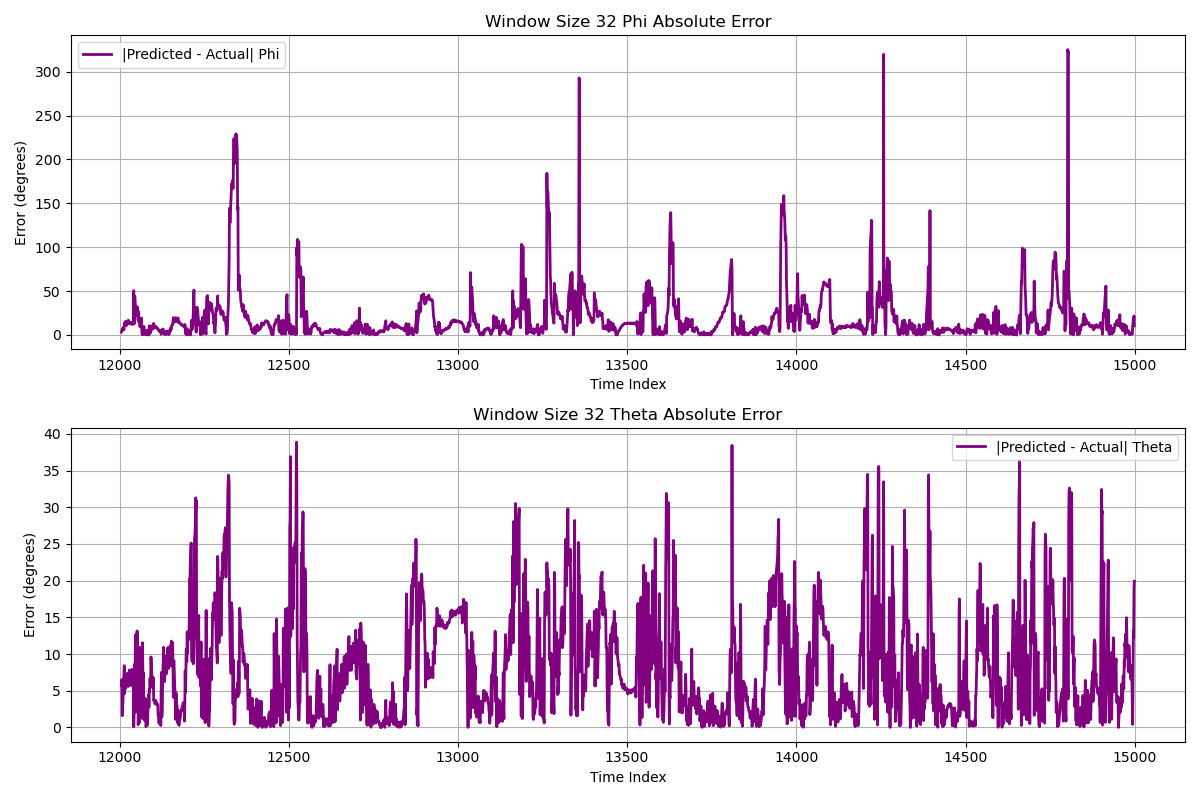 Window Size 32 Phi Absolute Error
|Predicted - Actual| Phi
Error (degrees)
300
250
200
150
100
50
0
12000 12500 13000 13500 14000 14500 15000
Time Index
Window Size 32 Theta Absolute Error
|Predicted - Actual| Theta
Error (degrees)
40
35
30
25
20
15
10
5
0
12000 12500 13000 13500 14000 14500 15000
Time Index